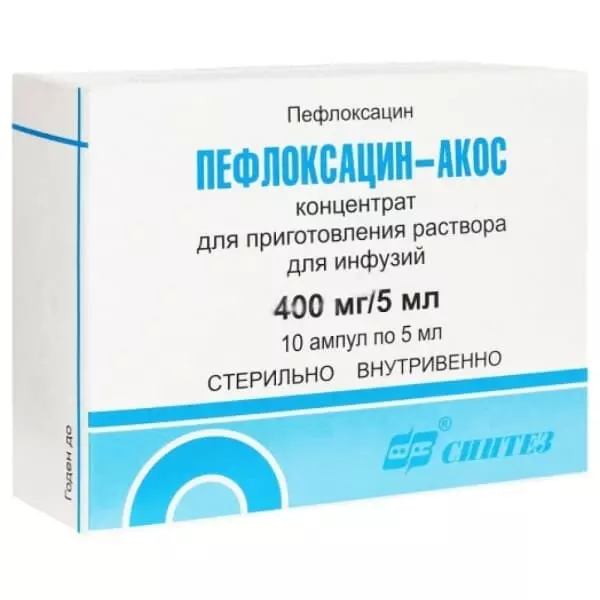 Пефлоксацин
ПЕФЛОКСАЦИН–АКОС
концентрат
для приготовления раствора
для инфузий
400 мг/5 мл
10 ампул по 5 мл
СТЕРИЛЬНО ВНУТРИВЕННО
® СИНТЕЗ
Годен до